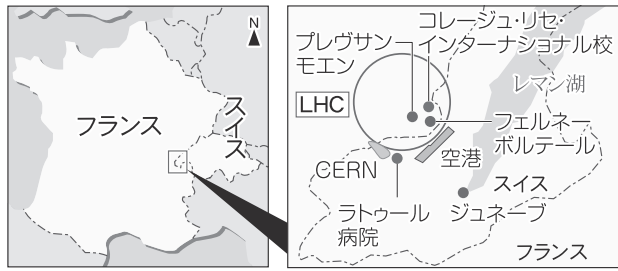 N
フランス
スイス
コレージュ・リセ・
インターナショナル校
プレヴサン
モエン
LHC
レマン湖
フェルネー
ボルテール
空港
CERN
スイス
ラトゥール
病院
ジュネーブ
フランス